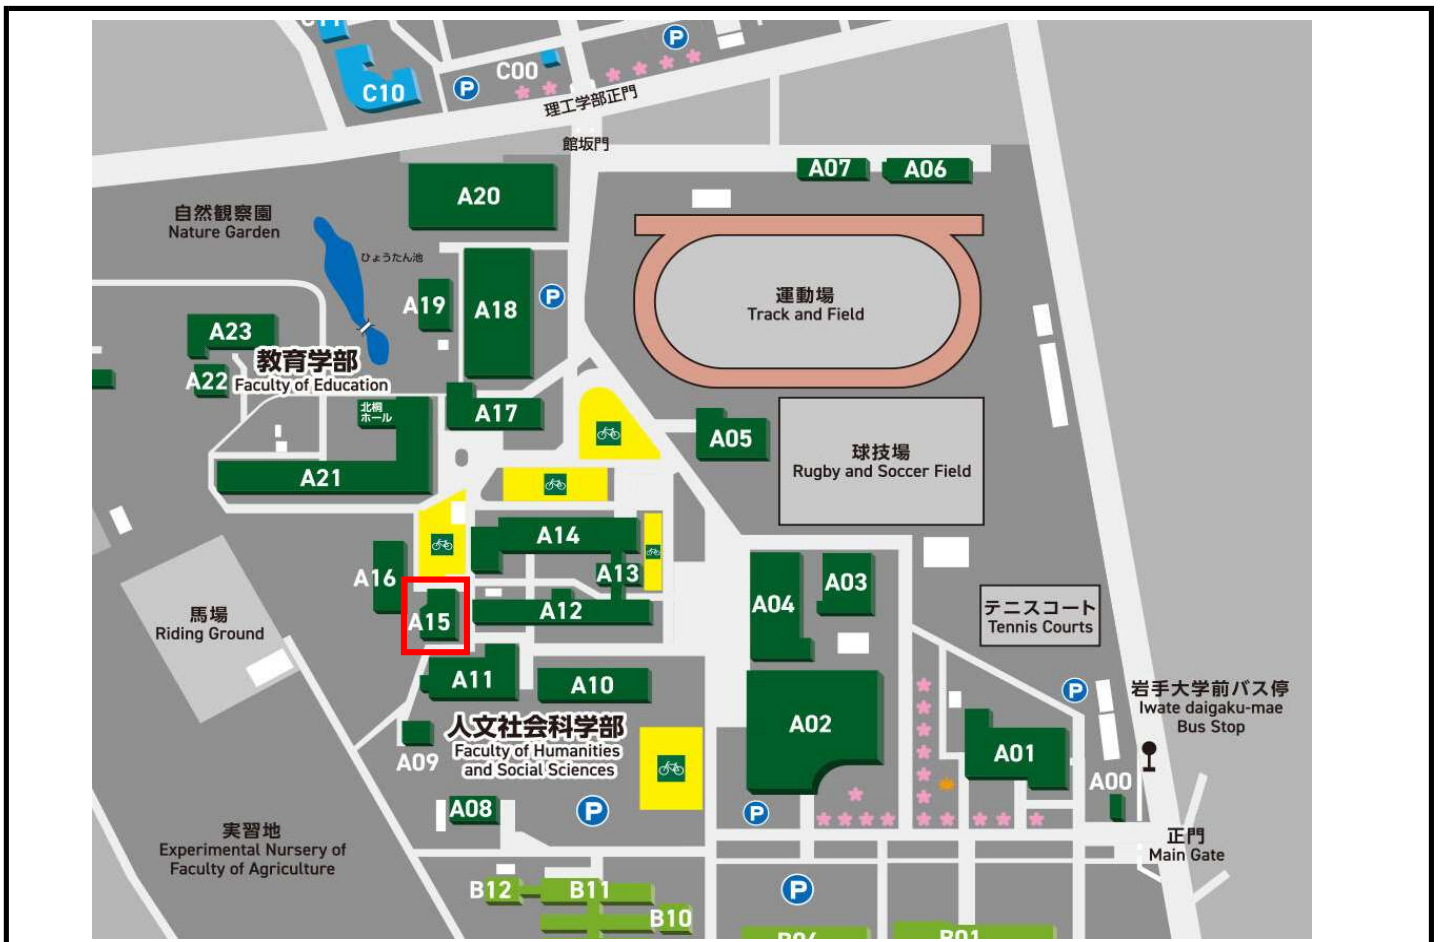 C10
C00
P
P
理工学部正門
館坂門
A07
A06
A20
自然観察園
Nature Garden
ひょうたん池
A19
A18
P
運動場
Track and Field
A23
教育学部
Faculty of Education
A22
北桐
ホール
A17
A05
球技場
Rugby and Soccer Field
A21
A14
A16
A13
A15
A12
A04
A03
テニスコート
Tennis Courts
馬場
Riding Ground
A11
A10
P
岩手大学前バス停
Iwate daigaku-mae
Bus Stop
人文社会科学部
Faculty of Humanities
and Social Sciences
A09
A02
A01
A00
A08
P
P
実習地
Experimental Nursery of
Faculty of Agriculture
正門
Main Gate
B12
B11
B10
P
B01